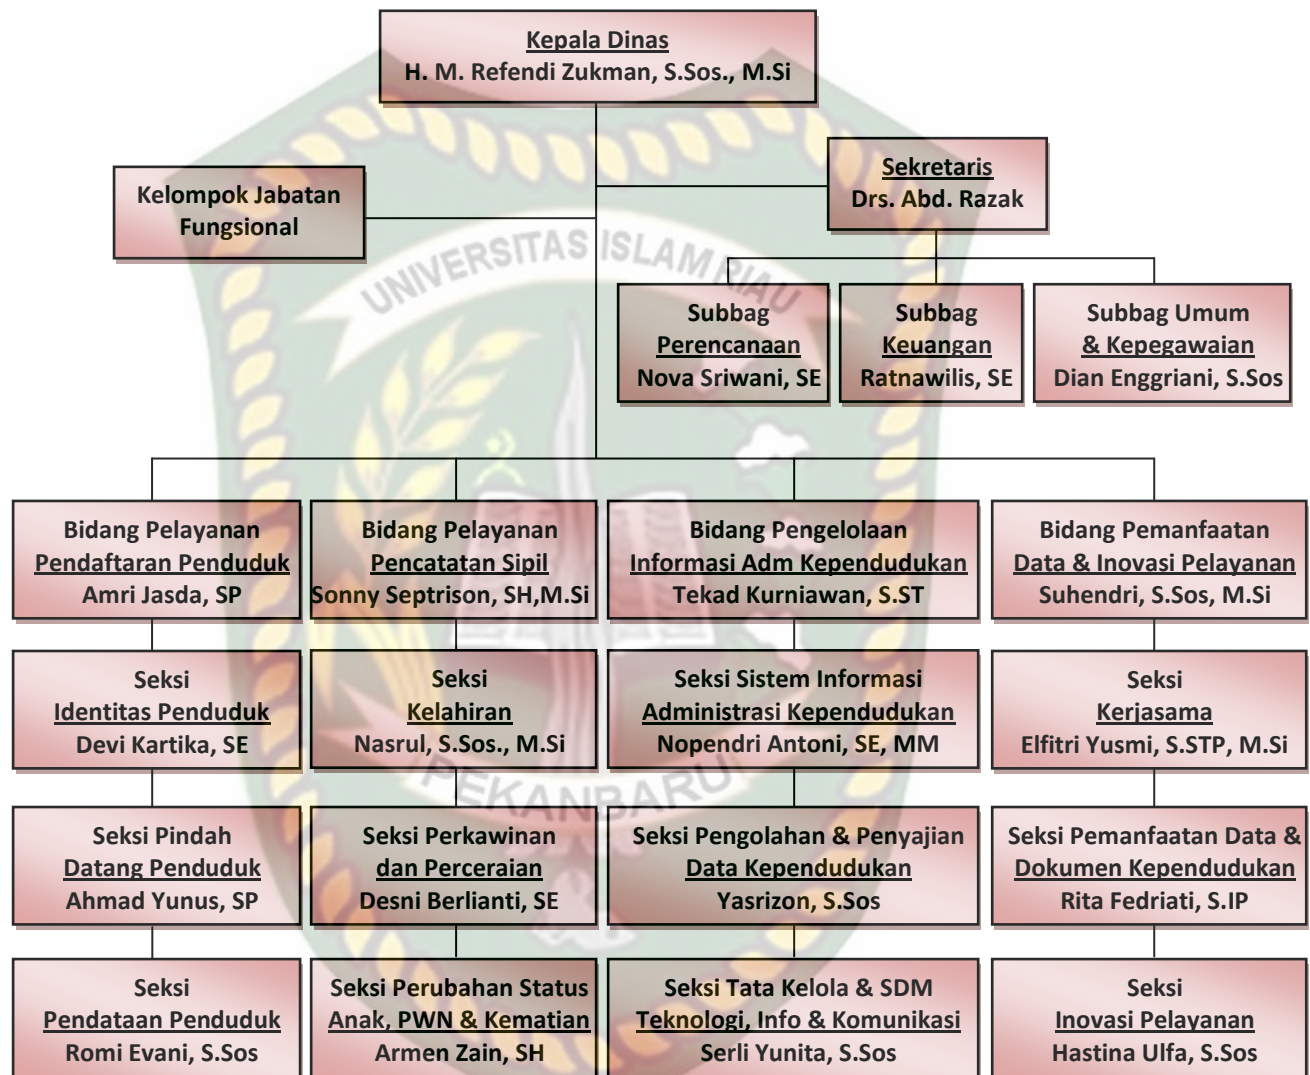 Kepala Dinas
H. M. Refendi Zukman, S.Sos., M.Si
Kelompok Jabatan
Fungsional
Sekretaris
Drs. Abd. Razak
UNIVERSITAS ISLAM RIAU
Subbag
Perencanaan
Nova Sriwani, SE
Subbag
Keuangan
Ratnawilis, SE
Subbag Umum
& Kepegawaian
Dian Enggriani, S.Sos
Bidang Pelayanan
Pendaftaran Penduduk
Amri Jasda, SP
Bidang Pelayanan
Pencatatan Sipil
Sonny Septrison, SH,M.Si
Bidang Pengelolaan
Informasi Adm Kependudukan
Tekad Kurniawan, S.ST
Bidang Pemanfaatan
Data & Inovasi Pelayanan
Suhendri, S.Sos, M.Si
Seksi
Identitas Penduduk
Devi Kartika, SE
Seksi
Kelahiran
Nasrul, S.Sos., M.Si
Seksi Sistem Informasi
Administrasi Kependudukan
Nopendri Antoni, SE, MM
Seksi
Kerjasama
Elfitri Yusmi, S.STP, M.Si
PEKANBARU
Seksi Pindah
Datang Penduduk
Ahmad Yunus, SP
Seksi Perkawinan
dan Perceraian
Desni Berlianti, SE
Seksi Pengolahan & Penyajian
Data Kependudukan
Yasrizon, S.Sos
Seksi Pemanfaatan Data &
Dokumen Kependudukan
Rita Fedriati, S.IP
Seksi
Pendataan Penduduk
Romi Evani, S.Sos
Seksi Perubahan Status
Anak, PWN & Kematian
Armen Zain, SH
Seksi Tata Kelola & SDM
Teknologi, Info & Komunikasi
Serli Yunita, S.Sos
Seksi
Inovasi Pelayanan
Hastina Ulfa, S.Sos